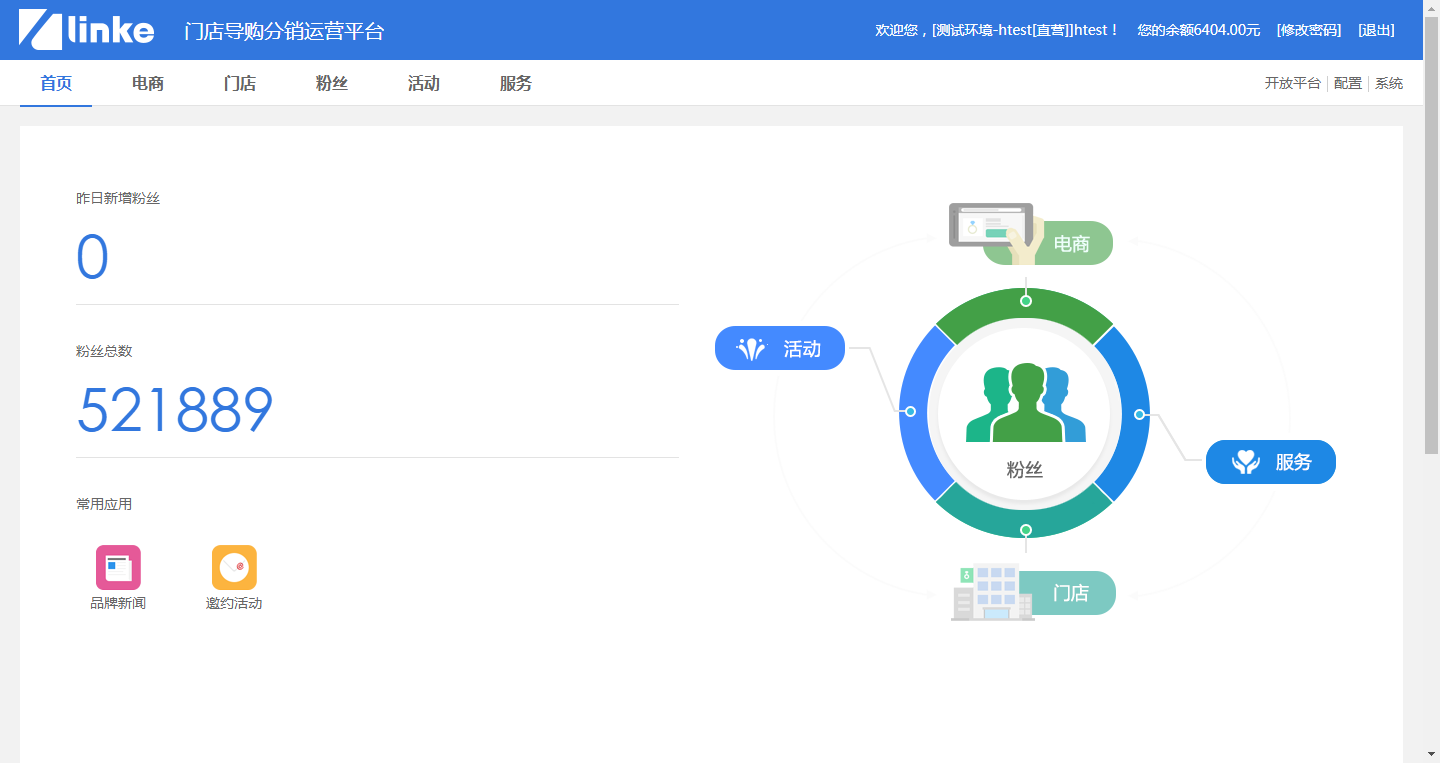 linke 门店导购分销运营平台 欢迎您，[测试环境-htest[直营]]htest！ 您的余额6404.00元 [修改密码] [退出]
首页 电商 门店 粉丝 活动 服务 开放平台 配置 系统
昨日新增粉丝
0
电商
粉丝总数
活动
521889
粉丝
服务
常用应用
品牌新闻 邀约活动
门店